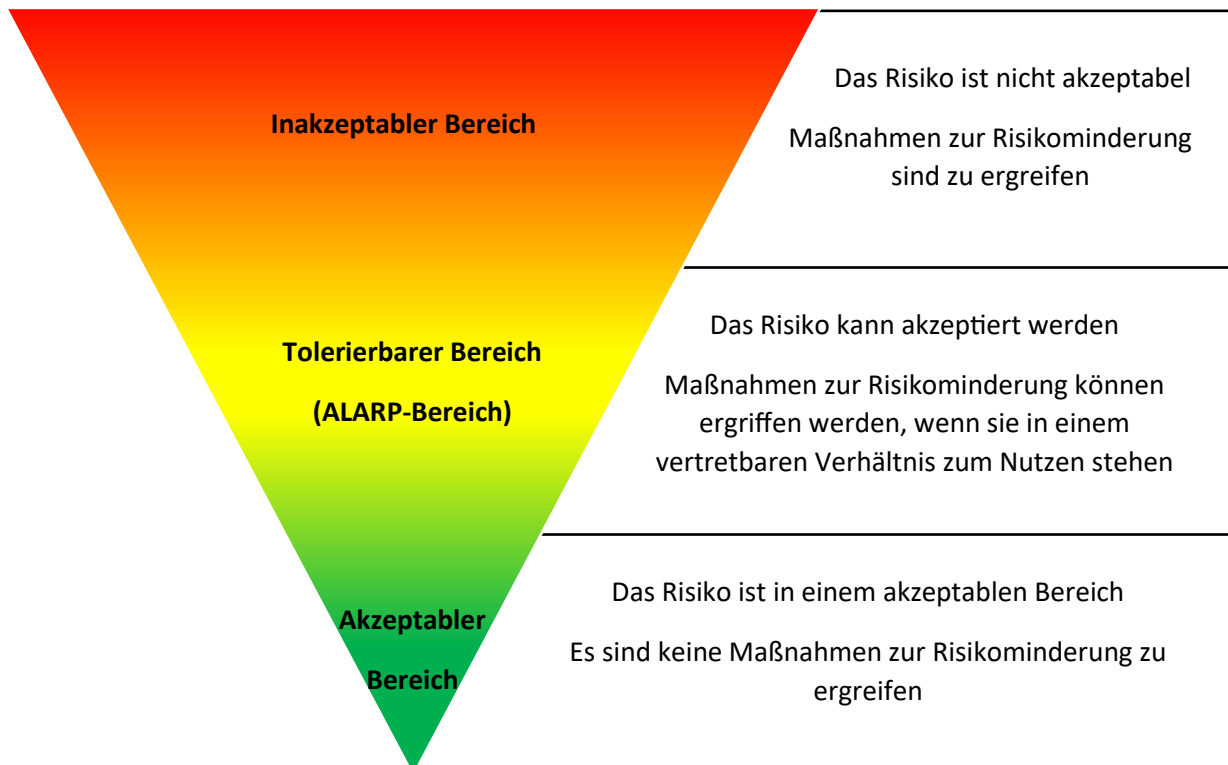 Inakzeptabler Bereich
Das Risiko ist nicht akzeptabel
Maßnahmen zur Risikominderung
sind zu ergreifen
Tolerierbarer Bereich
(ALARP-Bereich)
Das Risiko kann akzeptiert werden
Maßnahmen zur Risikominderung können
ergriffen werden, wenn sie in einem
vertretbaren Verhältnis zum Nutzen stehen
Akzeptabler
Bereich
Das Risiko ist in einem akzeptablen Bereich
Es sind keine Maßnahmen zur Risikominderung zu
ergreifen